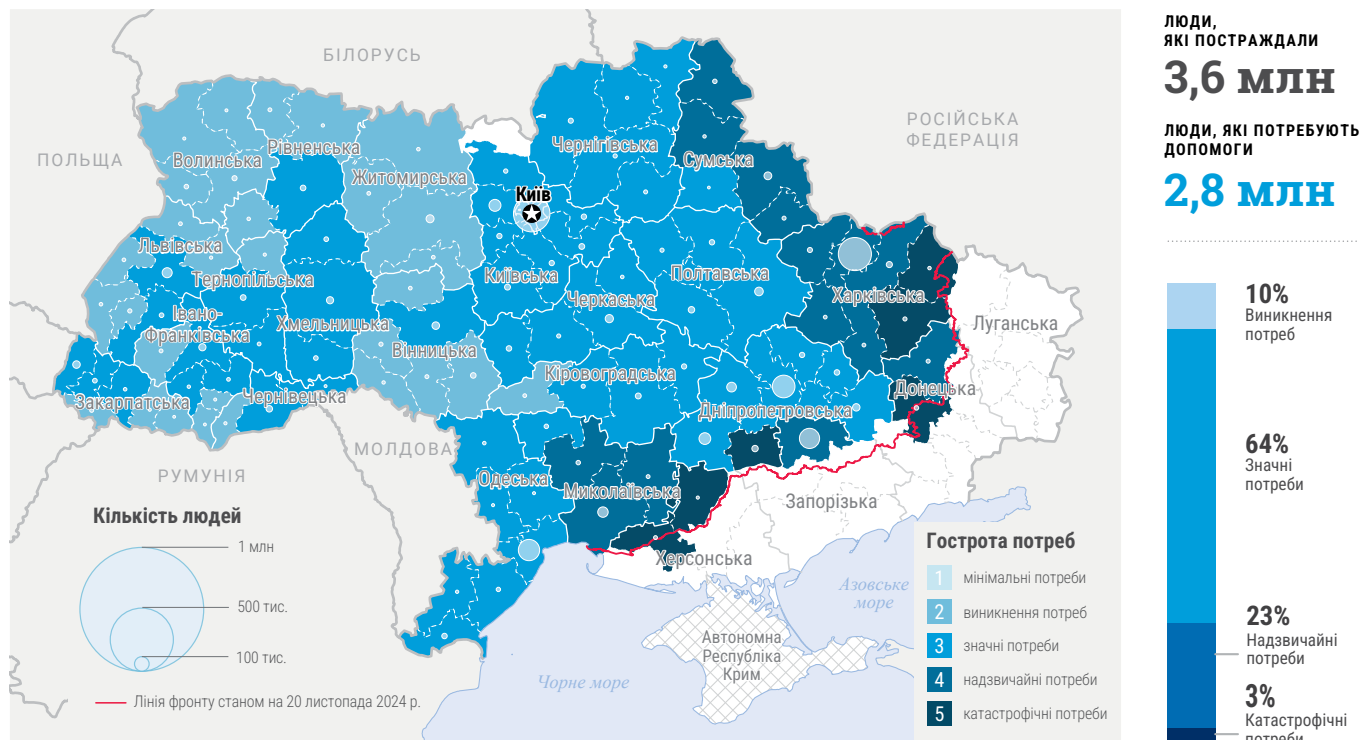 БІЛОРУСЬ
ПОЛЬЩА
РОСІЙСЬКА
ФЕДЕРАЦІЯ
Волинська
Рівненська
Житомирська
Чернігівська
Сумська
Київ
Львівська
Тернопільська
Івано-
Франківська
Хмельницька
Київська
Черкаська
Полтавська
Харківська
Луганська
Вінницька
Кіровоградська
Закарпатська
Чернівецька
Дніпропетровська
Донецька
МОЛДОВА
РУМУНІЯ
Одеська
Миколаївська
Запорізька
Херсонська
Азовське
море
Автономна
Республіка
Крим
Чорне море
Кількість людей
1 млн
500 тис.
100 тис.
Лінія фронту станом на 20 листопада 2024 р.
Гострота потреб
1 мінімальні потреби
2 виникнення потреб
3 значні потреби
4 надзвичайні потреби
5 катастрофічні потреби
ЛЮДИ,
ЯКІ ПОСТРАЖДАЛИ
3,6 млн
ЛЮДИ, ЯКІ ПОТРЕБУЮТЬ
ДОПОМОГИ
2,8 млн
10%
Виникнення
потреб
64%
Значні
потреби
23%
Надзвичайні
потреби
3%
Катастрофічні
потреби